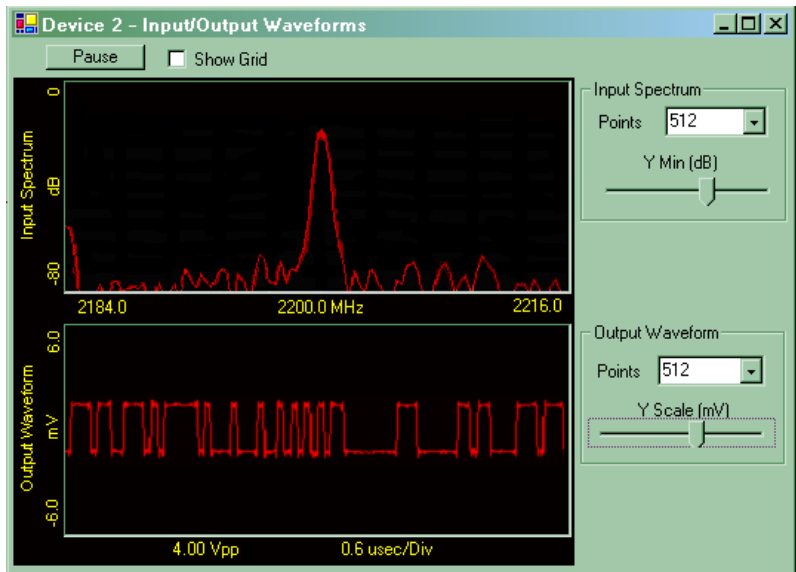 Device 2 - Input/Output Waveforms
Pause
Show Grid
0
dB
-80
Input Spectrum
2184.0 2200.0 MHz 2216.0
Input Spectrum
Points 512
Y Min (dB)
6.0
mV
-6.0
Output Waveform
4.00 Vpp 0.6 usec/Div
Output Waveform
Points 512
Y Scale (mV)